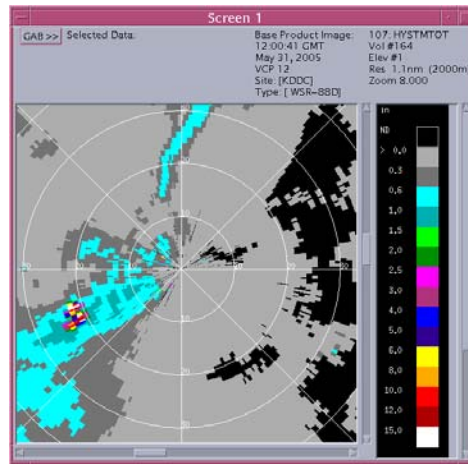 Screen 1
GAB >> Selected Data:
Base Product Image:
12:00:41 GMT
May 31, 2005
VCP 12
Site: [KDDC]
Type: [ WSR-88D]
107: HYSTMTOT
Vol #164
Elev #1
Res 1.1nm (2000m)
Zoom 8.000
in
ND
> 0.0
0.3
0.6
1.0
1.5
2.0
2.5
3.0
4.0
5.0
6.0
8.0
10.0
12.0
15.0